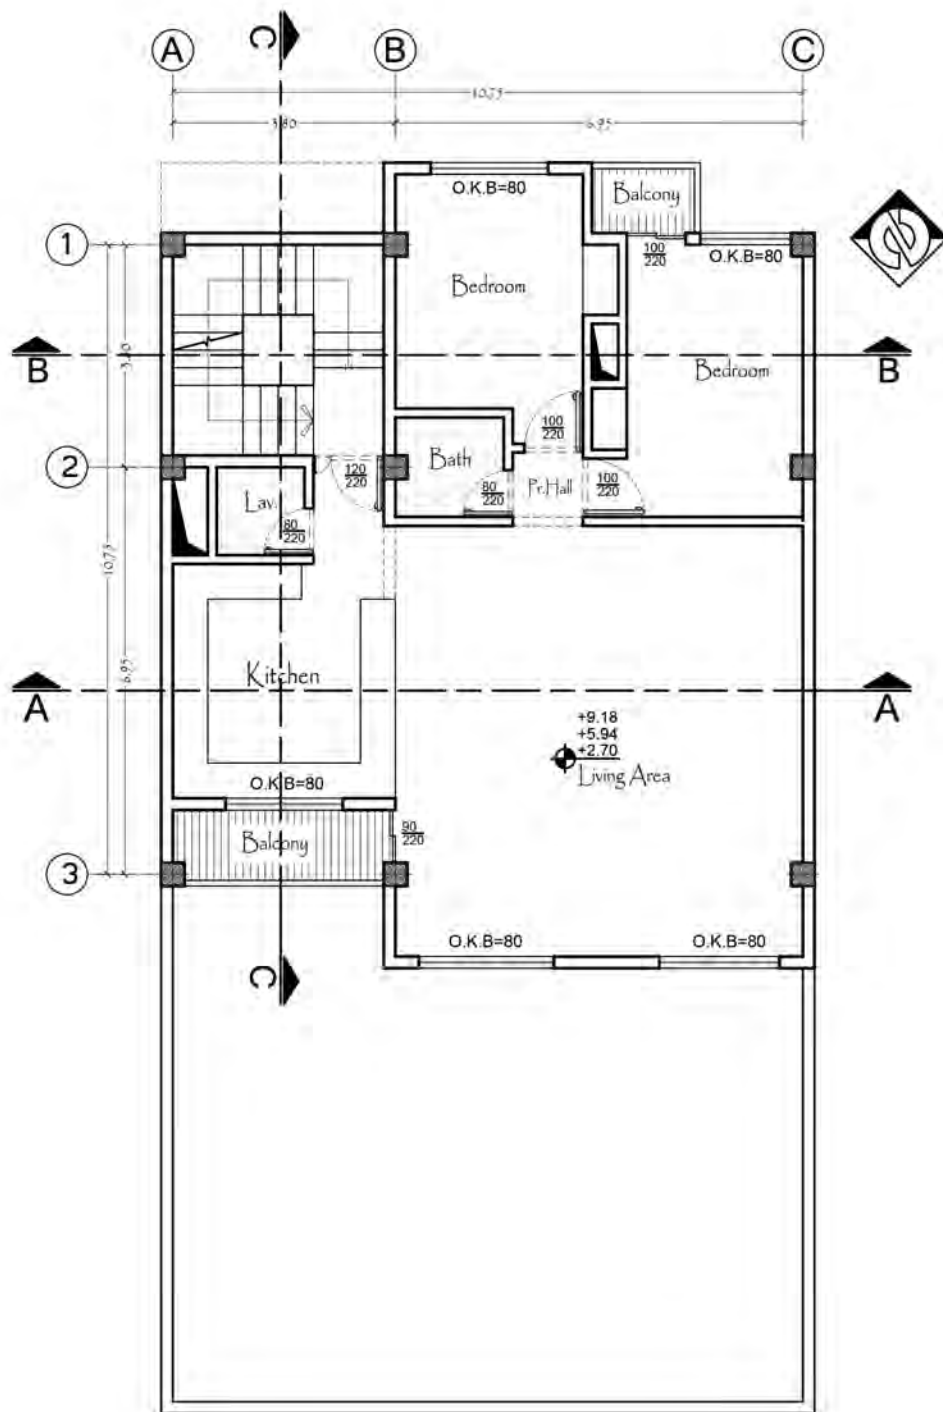 C
A
B
C
10.75
3.80
6.95
O.K.B=80
Balcony
1
100
220
O.K.B=80
Bedroom
3.80
B
B
Bedroom
100
220
2
Bath
120
220
Lav.
80
220
Pr.Hall
100
220
80
220
10.75
6.95
Kitchen
A
A
+9.18
+5.94
+2.70
Living Area
O.K.B=80
Balcony
90
220
3
O.K.B=80
O.K.B=80
C